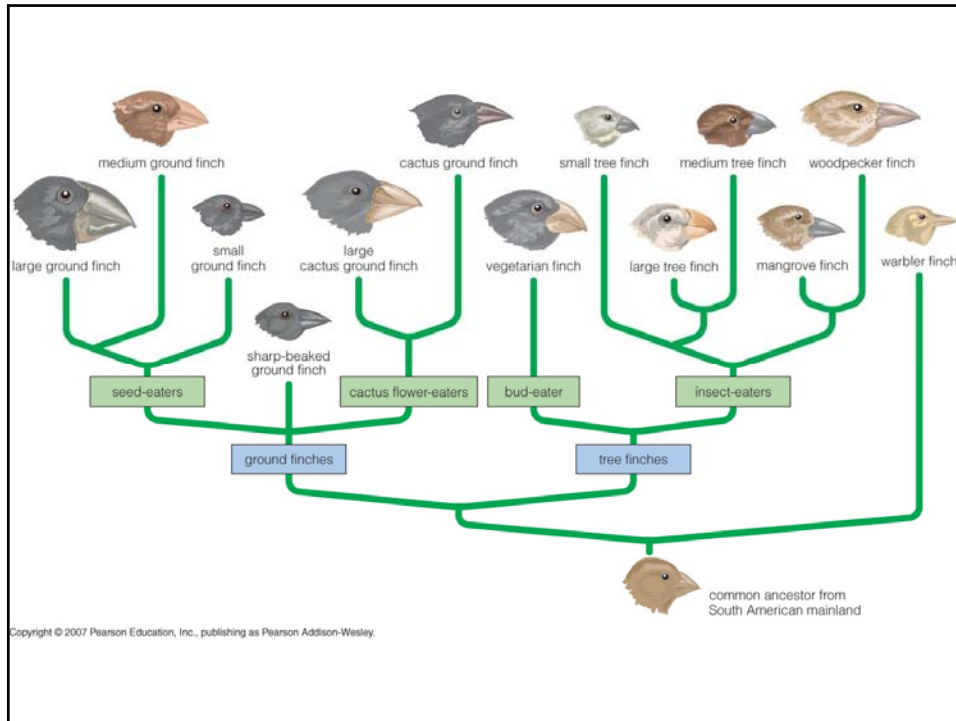 medium ground finch
cactus ground finch
small tree finch
medium tree finch
woodpecker finch
large ground finch
small
ground finch
large
cactus ground finch
vegetarian finch
large tree finch
mangrove finch
warbler finch
sharp-beaked
ground finch
seed-eaters
cactus flower-eaters
bud-eater
insect-eaters
ground finches
tree finches
common ancestor from
South American mainland
Copyright © 2007 Pearson Education, Inc., publishing as Pearson Addison-Wesley.